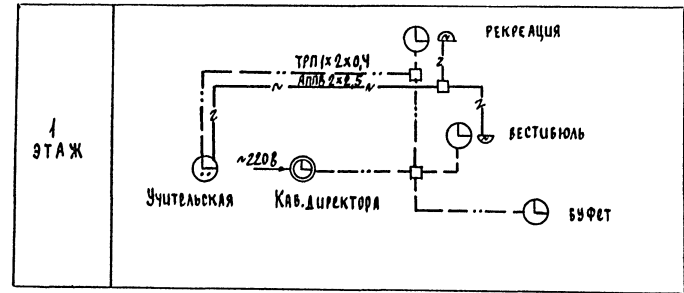 РЕКРЕАЦИЯ
ТРП 1×2×0,4
АППВ 2×2,5
1
ЭТАЖ
ВЕСТИБЮЛЬ
~220В
УЧИТЕЛЬСКАЯ
КАБ. ДИРЕКТОРА
БУФЕТ